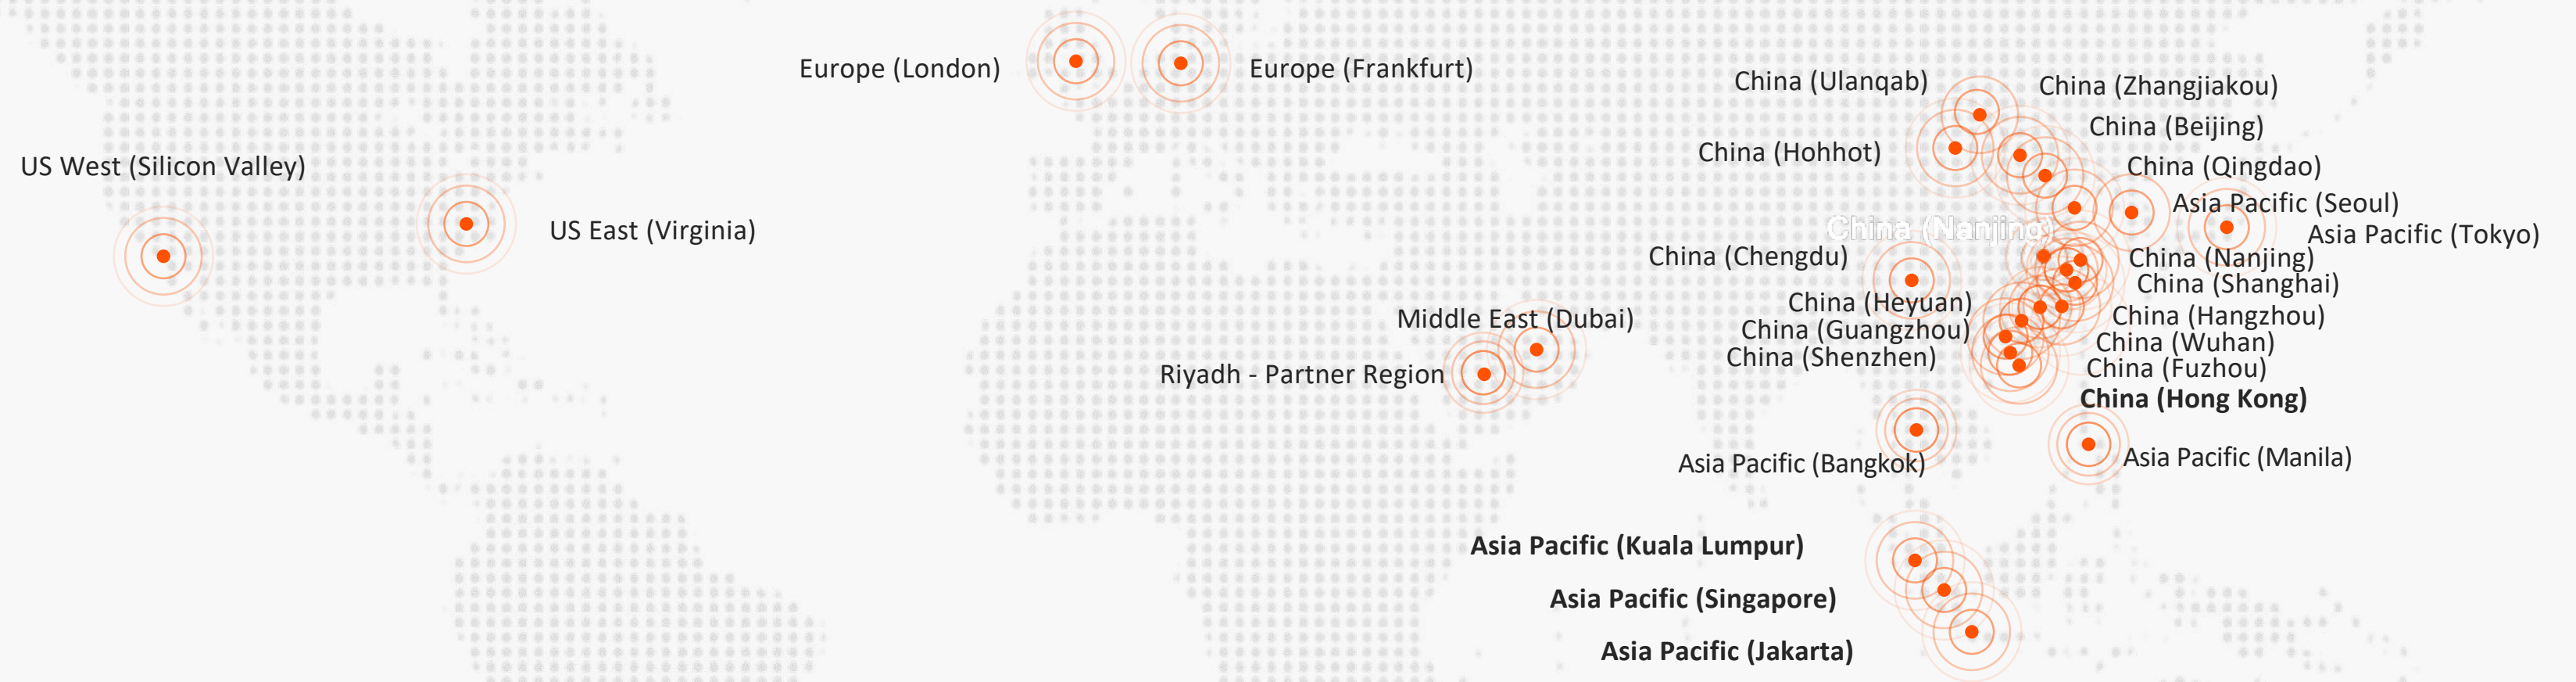 Europe (London)
Europe (Frankfurt)
China (Ulanqab)
China (Zhangjiakou)
China (Beijing)
China (Hohhot)
US West (Silicon Valley)
China (Qingdao)
Asia Pacific (Seoul)
US East (Virginia)
China (Nanjing)
Asia Pacific (Tokyo)
China (Chengdu)
China (Nanjing)
China (Shanghai)
China (Heyuan)
Middle East (Dubai)
China (Hangzhou)
China (Guangzhou)
China (Wuhan)
China (Shenzhen)
China (Fuzhou)
Riyadh - Partner Region
China (Hong Kong)
Asia Pacific (Bangkok)
Asia Pacific (Manila)
Asia Pacific (Kuala Lumpur)
Asia Pacific (Singapore)
Asia Pacific (Jakarta)